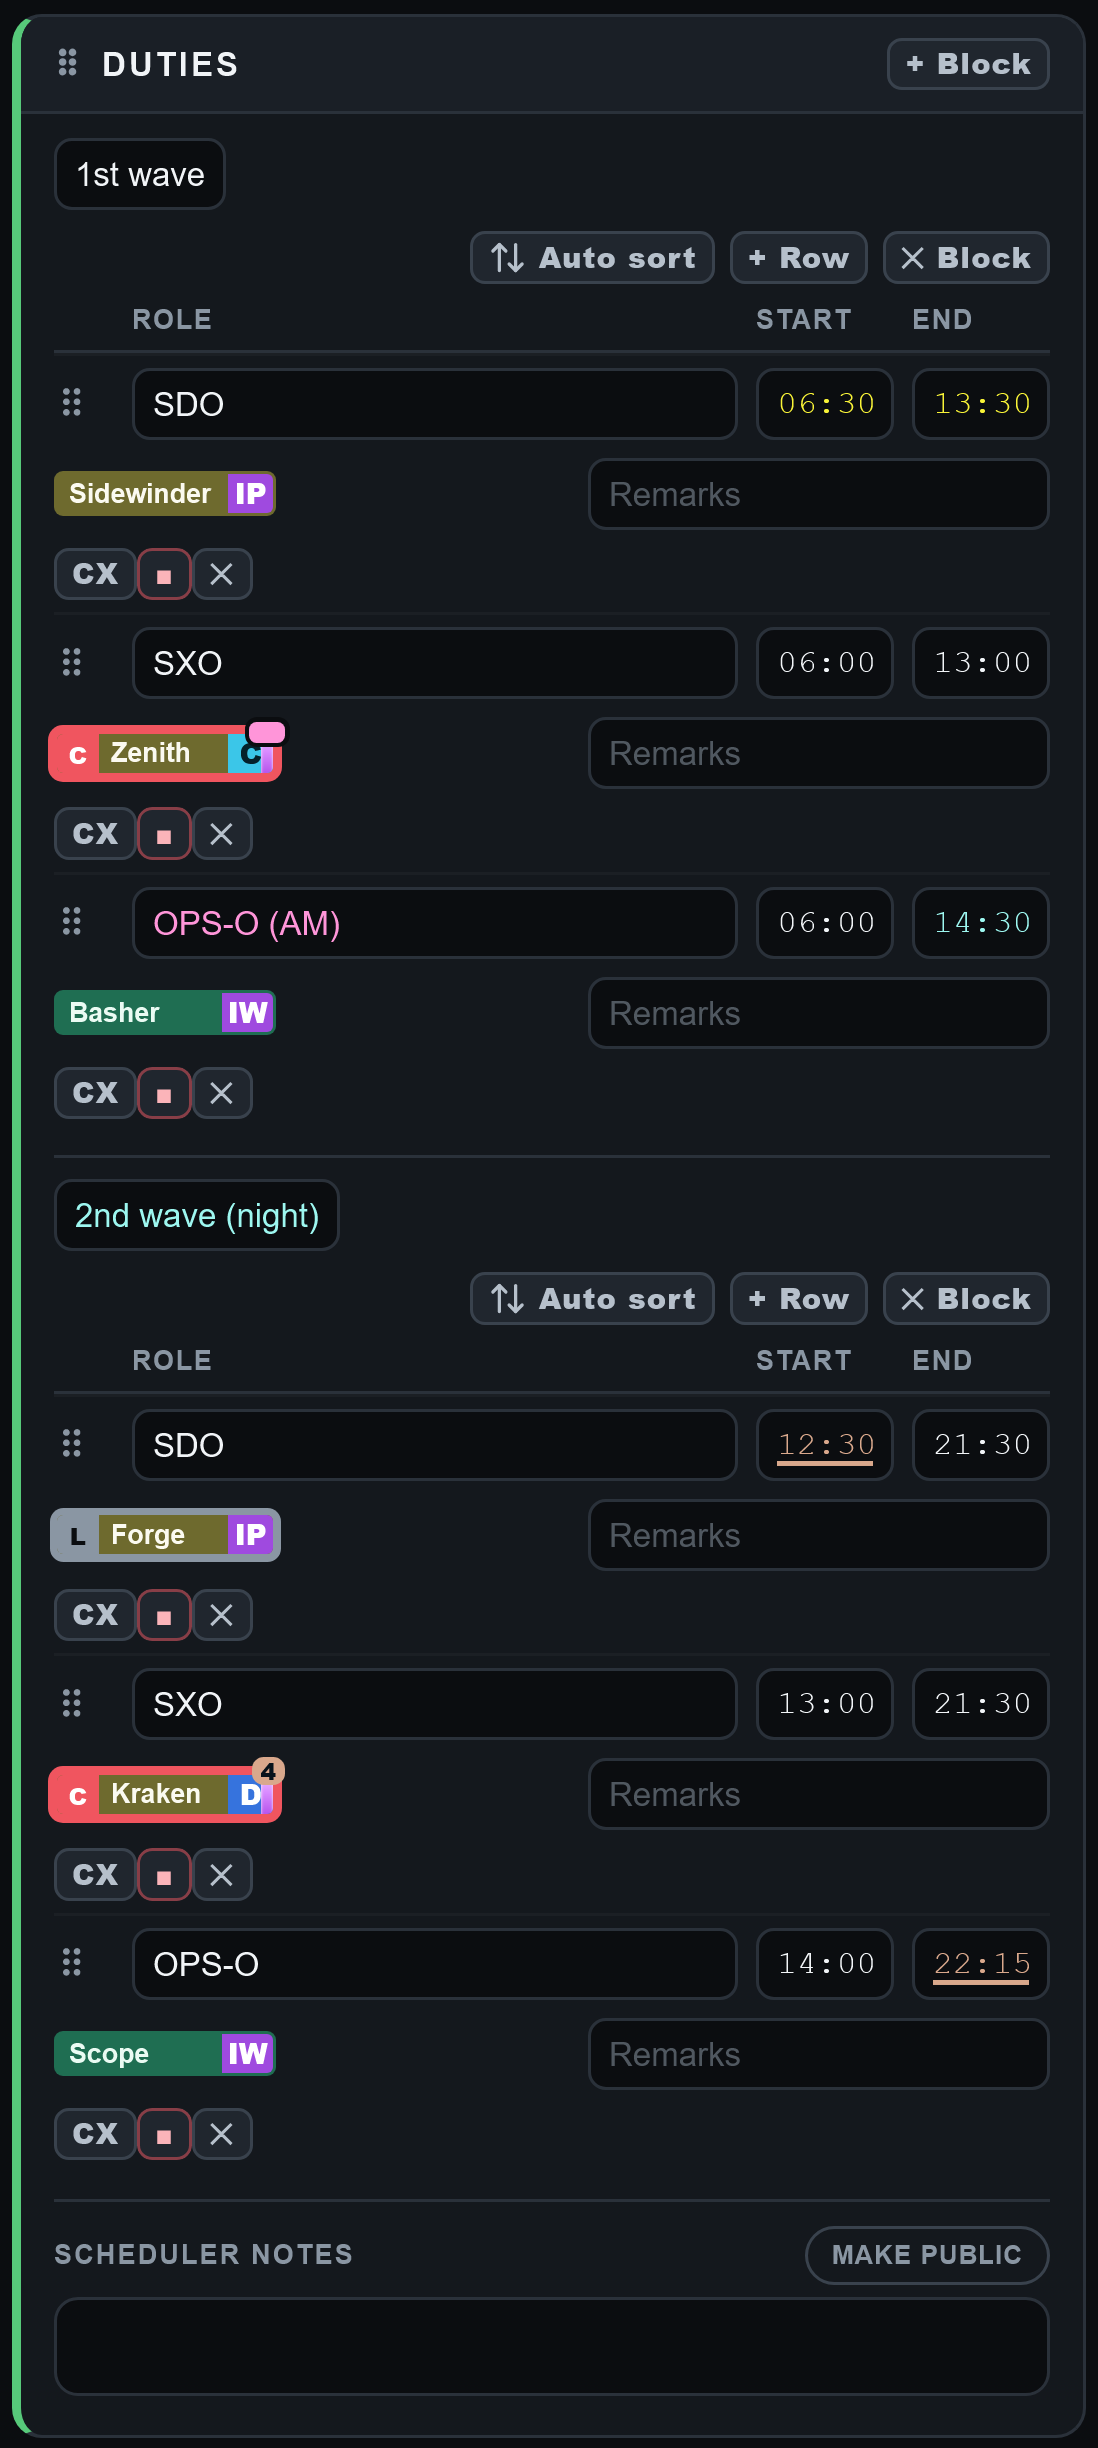 DUTIES + Block
1st wave
Auto sort + Row × Block
ROLE START END
SDO 06:30 13:30
Sidewinder IP Remarks
CX ×
SXO 06:00 13:00
C Zenith C Remarks
CX ×
OPS-O (AM) 06:00 14:30
Basher IW Remarks
CX ×
2nd wave (night)
Auto sort + Row × Block
ROLE START END
SDO 12:30 21:30
L Forge IP Remarks
CX ×
SXO 13:00 21:30
4
C Kraken D Remarks
CX ×
OPS-O 14:00 22:15
Scope IW Remarks
CX ×
SCHEDULER NOTES MAKE PUBLIC